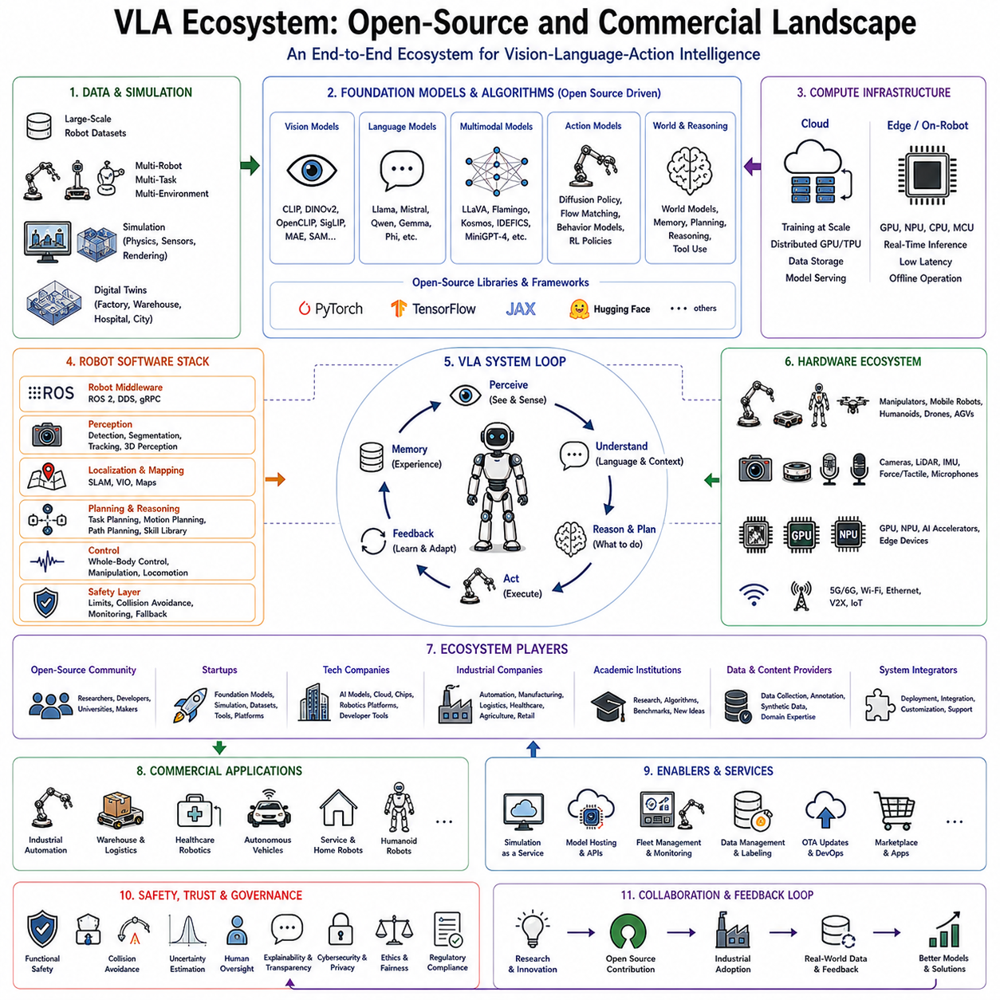 VLA Ecosystem: Open-Source and Commercial Landscape
An End-to-End Ecosystem for Vision-Language-Action Intelligence
1. DATA & SIMULATION
Large-Scale
Robot Datasets
Multi-Robot
Multi-Task
Multi-Environment
Simulation
(Physics, Sensors,
Rendering)
Digital Twins
(Factory, Warehouse,
Hospital, City)
2. FOUNDATION MODELS & ALGORITHMS (Open Source Driven)
Vision Models
CLIP, DINOv2,
OpenCLIP, SigLIP,
MAE, SAM...
Language Models
Llama, Mistral,
Qwen, Gemma,
Phi, etc.
Multimodal Models
LLaVA, Flamingo,
Kosmos, IDEFICS,
MiniGPT-4, etc.
Action Models
Diffusion Policy,
Flow Matching,
Behavior Models,
RL Policies
World & Reasoning
World Models,
Memory, Planning,
Reasoning,
Tool Use
Open-Source Libraries & Frameworks
PyTorch
TensorFlow
JAX
Hugging Face
••• others
3. COMPUTE INFRASTRUCTURE
Cloud
Training at Scale
Distributed GPU/TPU
Data Storage
Model Serving
Edge / On-Robot
GPU, NPU, CPU, MCU
Real-Time Inference
Low Latency
Offline Operation
4. ROBOT SOFTWARE STACK
ROS
Robot Middleware
ROS 2, DDS, gRPC
Perception
Detection, Segmentation,
Tracking, 3D Perception
Localization & Mapping
SLAM, VIO, Maps
Planning & Reasoning
Task Planning, Motion Planning,
Path Planning, Skill Library
Control
Whole-Body Control,
Manipulation, Locomotion
Safety Layer
Limits, Collision Avoidance,
Monitoring, Fallback
5. VLA SYSTEM LOOP
Perceive
(See & Sense)
Understand
(Language & Context)
Reason & Plan
(What to do)
Act
(Execute)
Feedback
(Learn & Adapt)
Memory
(Experience)
6. HARDWARE ECOSYSTEM
Manipulators, Mobile Robots,
Humanoids, Drones, AGVs
Cameras, LiDAR, IMU,
Force/Tactile, Microphones
GPU
NPU
GPU, NPU, AI Accelerators,
Edge Devices
5G/6G, Wi-Fi, Ethernet,
V2X, IoT
7. ECOSYSTEM PLAYERS
Open-Source Community
Researchers, Developers,
Universities, Makers
Startups
Foundation Models,
Simulation, Datasets,
Tools, Platforms
Tech Companies
AI Models, Cloud, Chips,
Robotics Platforms,
Developer Tools
Industrial Companies
Automation, Manufacturing,
Logistics, Healthcare,
Agriculture, Retail
Academic Institutions
Research, Algorithms,
Benchmarks, New Ideas
Data & Content Providers
Data Collection, Annotation,
Synthetic Data,
Domain Expertise
System Integrators
Deployment, Integration,
Customization, Support
8. COMMERCIAL APPLICATIONS
Industrial
Automation
Warehouse &
Logistics
Healthcare
Robotics
Autonomous
Vehicles
Service &
Home Robots
Humanoid
Robots
...
9. ENABLERS & SERVICES
Simulation
as a Service
Model Hosting
& APIs
Fleet Management
& Monitoring
Data Management
& Labeling
OTA Updates
& DevOps
Marketplace
& Apps
...
10. SAFETY, TRUST & GOVERNANCE
Functional
Safety
Collision
Avoidance
Uncertainty
Estimation
Human
Oversight
Explainability &
Transparency
Cybersecurity &
Privacy
Ethics &
Fairness
Regulatory
Compliance
11. COLLABORATION & FEEDBACK LOOP
Research
& Innovation
Open Source
Contribution
Industrial
Adoption
Real-World Data
& Feedback
Better Models
& Solutions